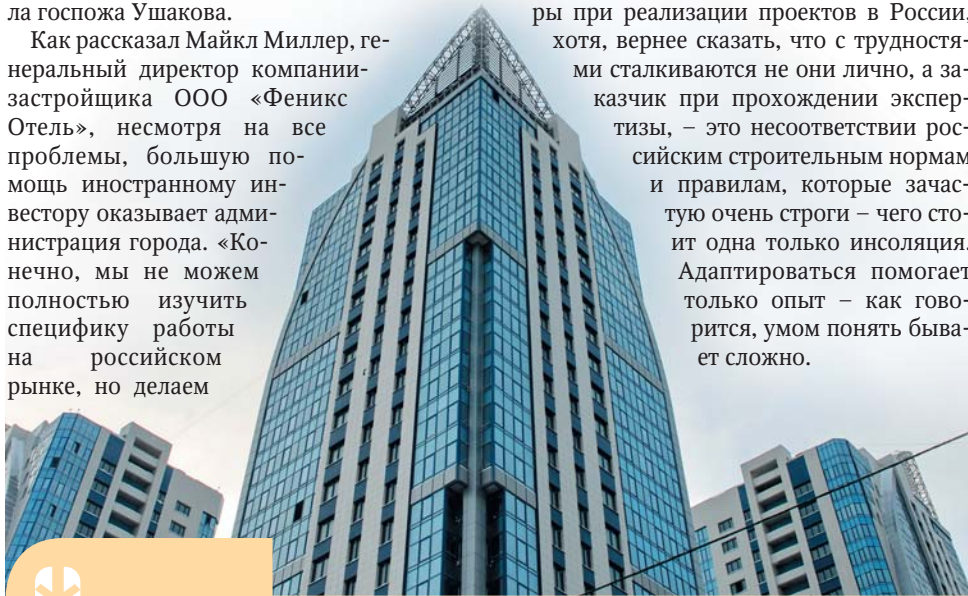 ла госпожа Ушакова.
Как рассказал Майкл Миллер, ге-
неральный директор компании-
застройщика ООО «Феникс
Отель», несмотря на все
проблемы, большую по-
мощь иностранному ин-
вестору оказывает адми-
нистрация города. «Ко-
нечно, мы не можем
полностью изучить
специфику работы
на российском
рынке, но делаем
ры при реализации проектов в России,
хотя, вернее сказать, что с трудностя-
ми сталкиваются не они лично, а за-
казчик при прохождении экспер-
тизы, – это несоответствии рос-
сийским строительным нормам
и правилам, которые зачас-
тую очень строги – чего сто-
ит одна только инсоляция.
Адаптироваться помогает
только опыт – как гово-
рится, умом понять быва-
ет сложно.